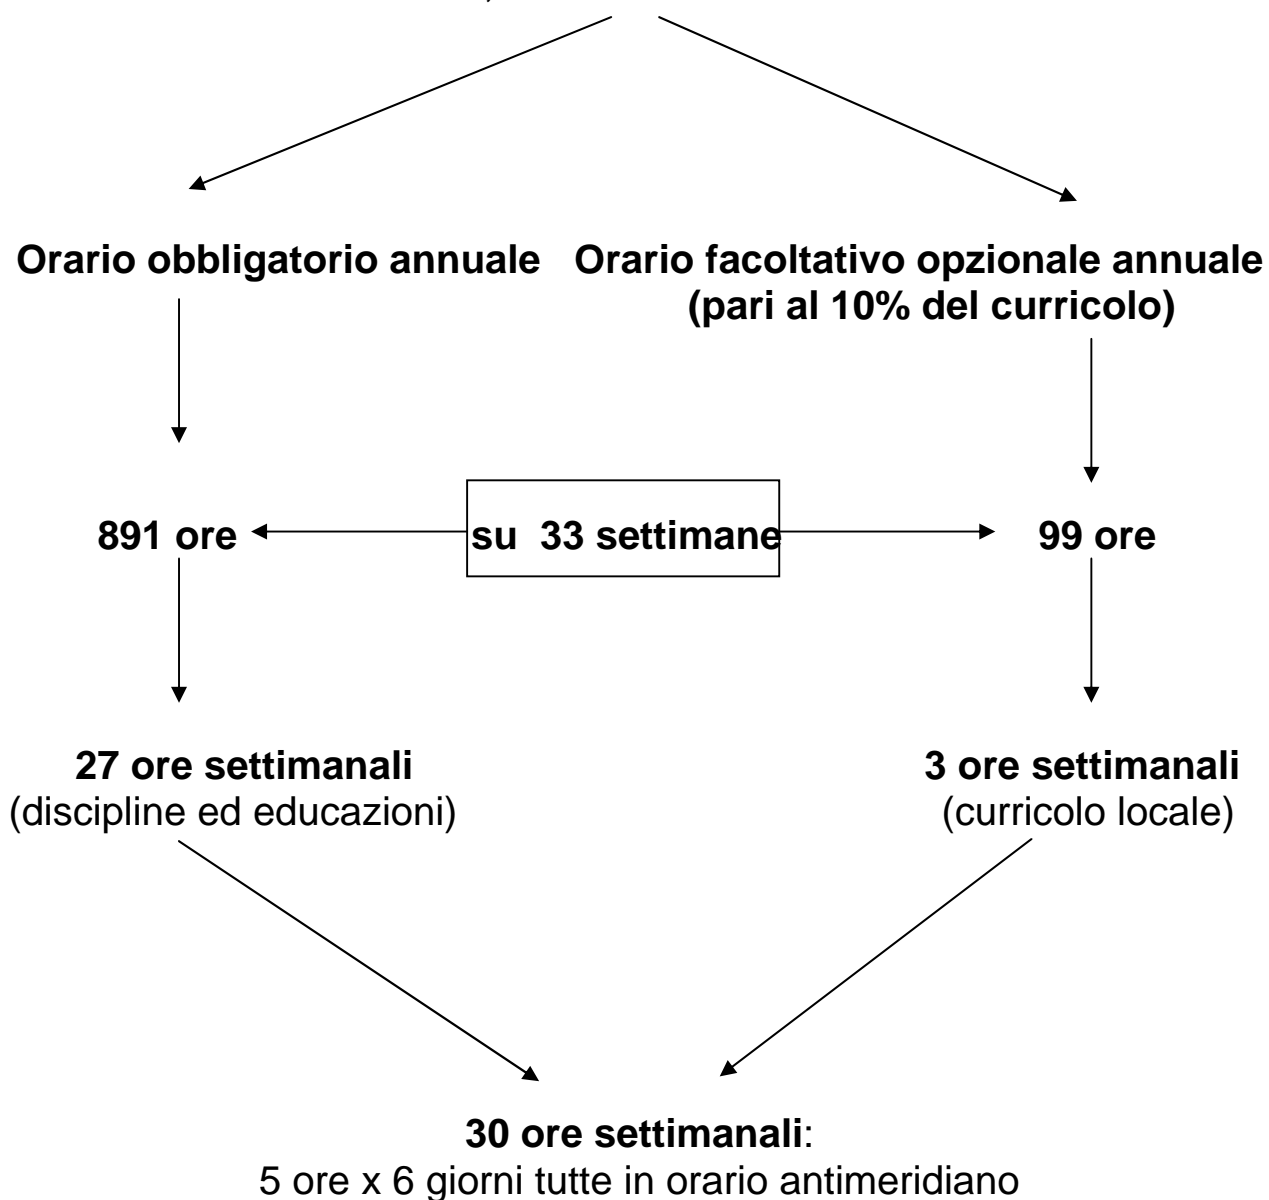 Orario obbligatorio annuale
Orario facoltativo opzionale annuale
(pari al 10% del curricolo)
891 ore
su 33 settimane
99 ore
27 ore settimanali
(discipline ed educazioni)
3 ore settimanali
(curricolo locale)
30 ore settimanali:
5 ore x 6 giorni tutte in orario antimeridiano